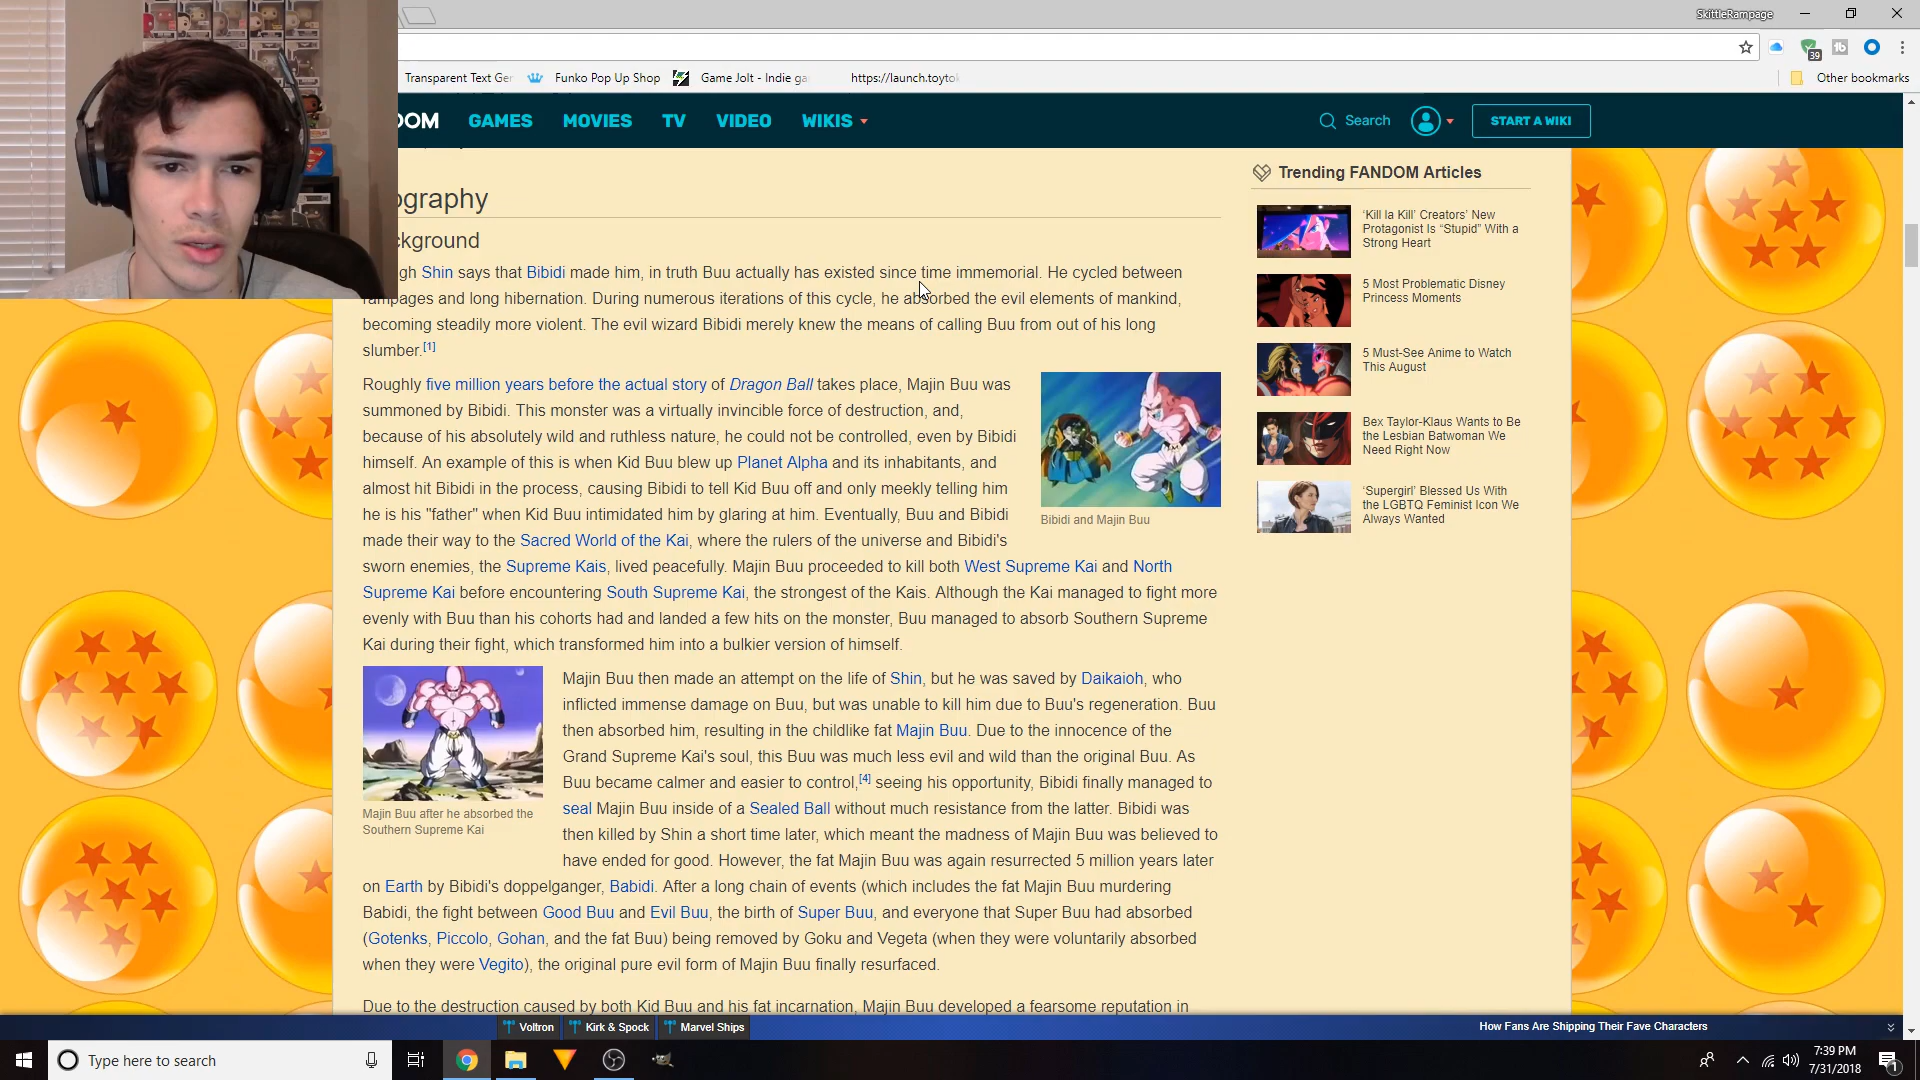 SkittleRampage
39
Transparent Text Ger
Funko Pop Up Shop
Game Jolt - Indie ga
https://launch.toytok
Other bookmarks
DOM
GAMES
MOVIES
TV
VIDEO
WIKIS
Search
START A WIKI
ography
ckground
gh Shin says that Bibidi made him, in truth Buu actually has existed since time immemorial. He cycled between
rampages and long hibernation. During numerous iterations of this cycle, he absorbed the evil elements of mankind,
becoming steadily more violent. The evil wizard Bibidi merely knew the means of calling Buu from out of his long
slumber.[1]
Roughly five million years before the actual story of Dragon Ball takes place, Majin Buu was
summoned by Bibidi. This monster was a virtually invincible force of destruction, and,
because of his absolutely wild and ruthless nature, he could not be controlled, even by Bibidi
himself. An example of this is when Kid Buu blew up Planet Alpha and its inhabitants, and
almost hit Bibidi in the process, causing Bibidi to tell Kid Buu off and only meekly telling him
he is his "father" when Kid Buu intimidated him by glaring at him. Eventually, Buu and Bibidi
made their way to the Sacred World of the Kai, where the rulers of the universe and Bibidi's
sworn enemies, the Supreme Kais, lived peacefully. Majin Buu proceeded to kill both West Supreme Kai and North
Supreme Kai before encountering South Supreme Kai, the strongest of the Kais. Although the Kai managed to fight more
evenly with Buu than his cohorts had and landed a few hits on the monster, Buu managed to absorb Southern Supreme
Kai during their fight, which transformed him into a bulkier version of himself.
Bibidi and Majin Buu
Majin Buu then made an attempt on the life of Shin, but he was saved by Daikaioh, who
inflicted immense damage on Buu, but was unable to kill him due to Buu's regeneration. Buu
then absorbed him, resulting in the childlike fat Majin Buu. Due to the innocence of the
Grand Supreme Kai's soul, this Buu was much less evil and wild than the original Buu. As
Buu became calmer and easier to control,[4] seeing his opportunity, Bibidi finally managed to
seal Majin Buu inside of a Sealed Ball without much resistance from the latter. Bibidi was
then killed by Shin a short time later, which meant the madness of Majin Buu was believed to
have ended for good. However, the fat Majin Buu was again resurrected 5 million years later
on Earth by Bibidi's doppelganger, Babidi. After a long chain of events (which includes the fat Majin Buu murdering
Babidi, the fight between Good Buu and Evil Buu, the birth of Super Buu, and everyone that Super Buu had absorbed
(Gotenks, Piccolo, Gohan, and the fat Buu) being removed by Goku and Vegeta (when they were voluntarily absorbed
when they were Vegito), the original pure evil form of Majin Buu finally resurfaced.
Majin Buu after he absorbed the
Southern Supreme Kai
Due to the destruction caused by both Kid Buu and his fat incarnation, Majin Buu developed a fearsome reputation in
Trending FANDOM Articles
'Kill la Kill' Creators' New
Protagonist Is "Stupid" With a
Strong Heart
5 Most Problematic Disney
Princess Moments
5 Must-See Anime to Watch
This August
Bex Taylor-Klaus Wants to Be
the Lesbian Batwoman We
Need Right Now
'Supergirl' Blessed Us With
the LGBTQ Feminist Icon We
Always Wanted
Voltron
Kirk & Spock
Marvel Ships
How Fans Are Shipping Their Fave Characters
Type here to search
7:39 PM
7/31/2018
1